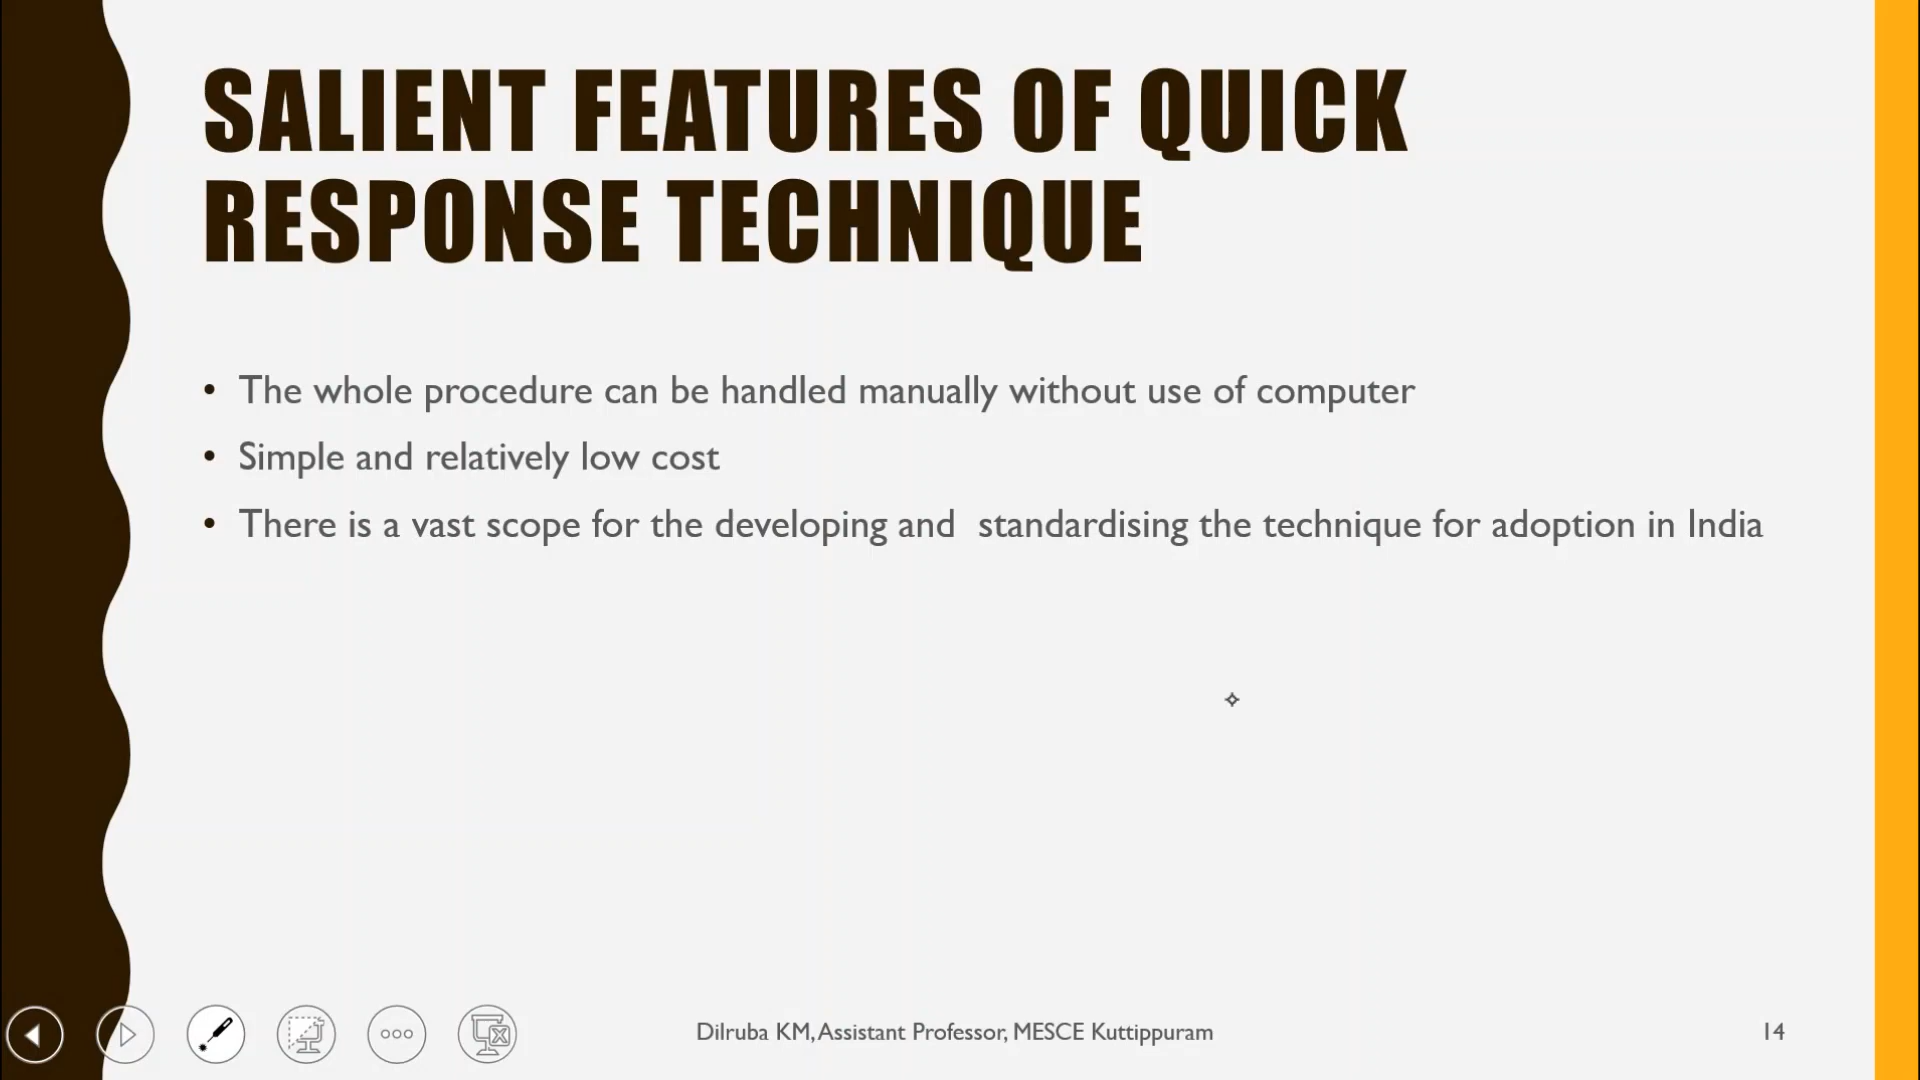 SALIENT FEATURES OF QUICK
RESPONSE TECHNIQUE
• The whole procedure can be handled manually without use of computer
• Simple and relatively low cost
• There is a vast scope for the developing and  standardising the technique for adoption in India
Dilruba KM, Assistant Professor, MESCE Kuttippuram
14